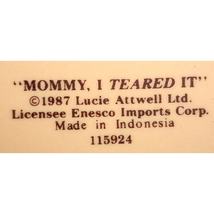 "MOMMY, I TEARED IT"
©1987 Lucie Attwell Ltd.
Licensee Enesco Imports Corp.
Made in Indonesia
115924